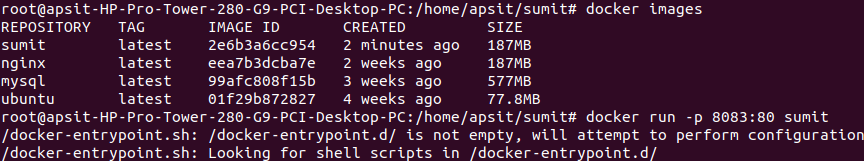 root@apsit-HP-Pro-Tower-280-G9-PCI-Desktop-PC:/home/apsit/sumit# docker images
REPOSITORY   TAG       IMAGE ID       CREATED         SIZE
sumit        latest    2e6b3a6cc954   2 minutes ago   187MB
nginx        latest    eea7b3dcba7e   2 weeks ago     187MB
mysql        latest    99afc808f15b   3 weeks ago     577MB
ubuntu       latest    01f29b872827   4 weeks ago     77.8MB
root@apsit-HP-Pro-Tower-280-G9-PCI-Desktop-PC:/home/apsit/sumit# docker run -p 8083:80 sumit
/docker-entrypoint.sh: /docker-entrypoint.d/ is not empty, will attempt to perform configuration
/docker-entrypoint.sh: Looking for shell scripts in /docker-entrypoint.d/